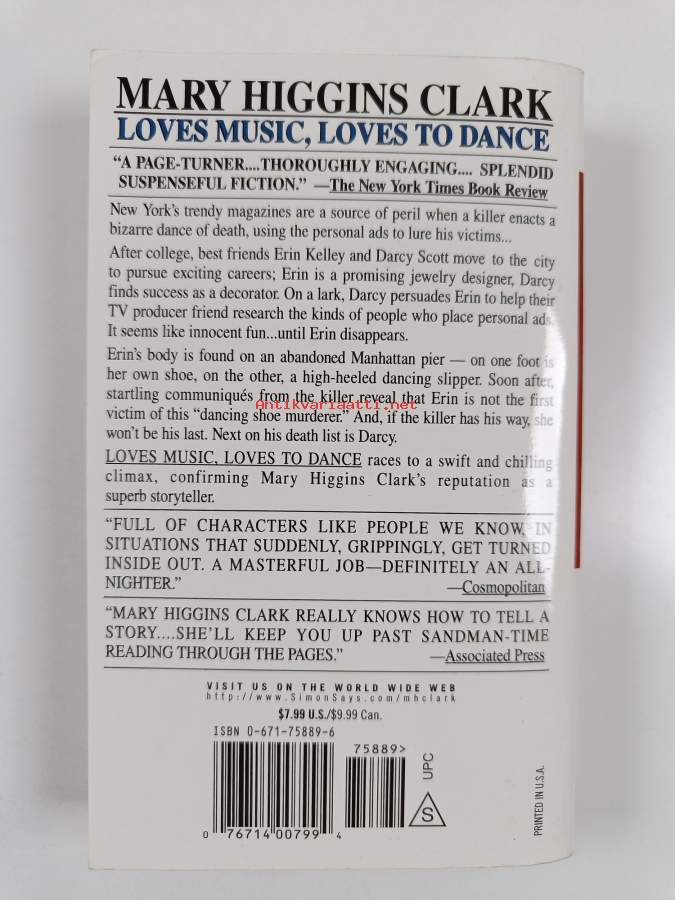 MARY HIGGINS CLARK
LOVES MUSIC, LOVES TO DANCE
“A PAGE-TURNER....THOROUGHLY ENGAGING.... SPLENDID
SUSPENSEFUL FICTION.” —The New York Times Book Review
New York’s trendy magazines are a source of peril when a killer enacts a
bizarre dance of death, using the personal ads to lure his victims...
After college, best friends Erin Kelley and Darcy Scott move to the city
to pursue exciting careers; Erin is a promising jewelry designer, Darcy
finds success as a decorator. On a lark, Darcy persuades Erin to help their
TV producer friend research the kinds of people who place personal ads.
It seems like innocent fun...until Erin disappears.
Erin’s body is found on an abandoned Manhattan pier — on one foot is
her own shoe, on the other, a high-heeled dancing slipper. Soon after,
startling communiqués from the killer reveal that Erin is not the first
Antikvariaatti.net
victim of this “dancing shoe murderer.” And, if the killer has his way, she
won’t be his last. Next on his death list is Darcy.
LOVES MUSIC, LOVES TO DANCE races to a swift and chilling
climax, confirming Mary Higgins Clark’s reputation as a
superb storyteller.
“FULL OF CHARACTERS LIKE PEOPLE WE KNOW, IN
SITUATIONS THAT SUDDENLY, GRIPPINGLY, GET TURNED
INSIDE OUT. A MASTERFUL JOB—DEFINITELY AN ALL-
NIGHTER.” —Cosmopolitan
“MARY HIGGINS CLARK REALLY KNOWS HOW TO TELL A
STORY....SHE’LL KEEP YOU UP PAST SANDMAN-TIME
READING THROUGH THE PAGES.” —Associated Press
VISIT US ON THE WORLD WIDE WEB
http://www.SimonSays.com/mhclark
$7.99 U.S./$9.99 Can.
ISBN 0-671-75889-6
75889>
UPC
S
0 76714 00799 4
PRINTED IN U.S.A.